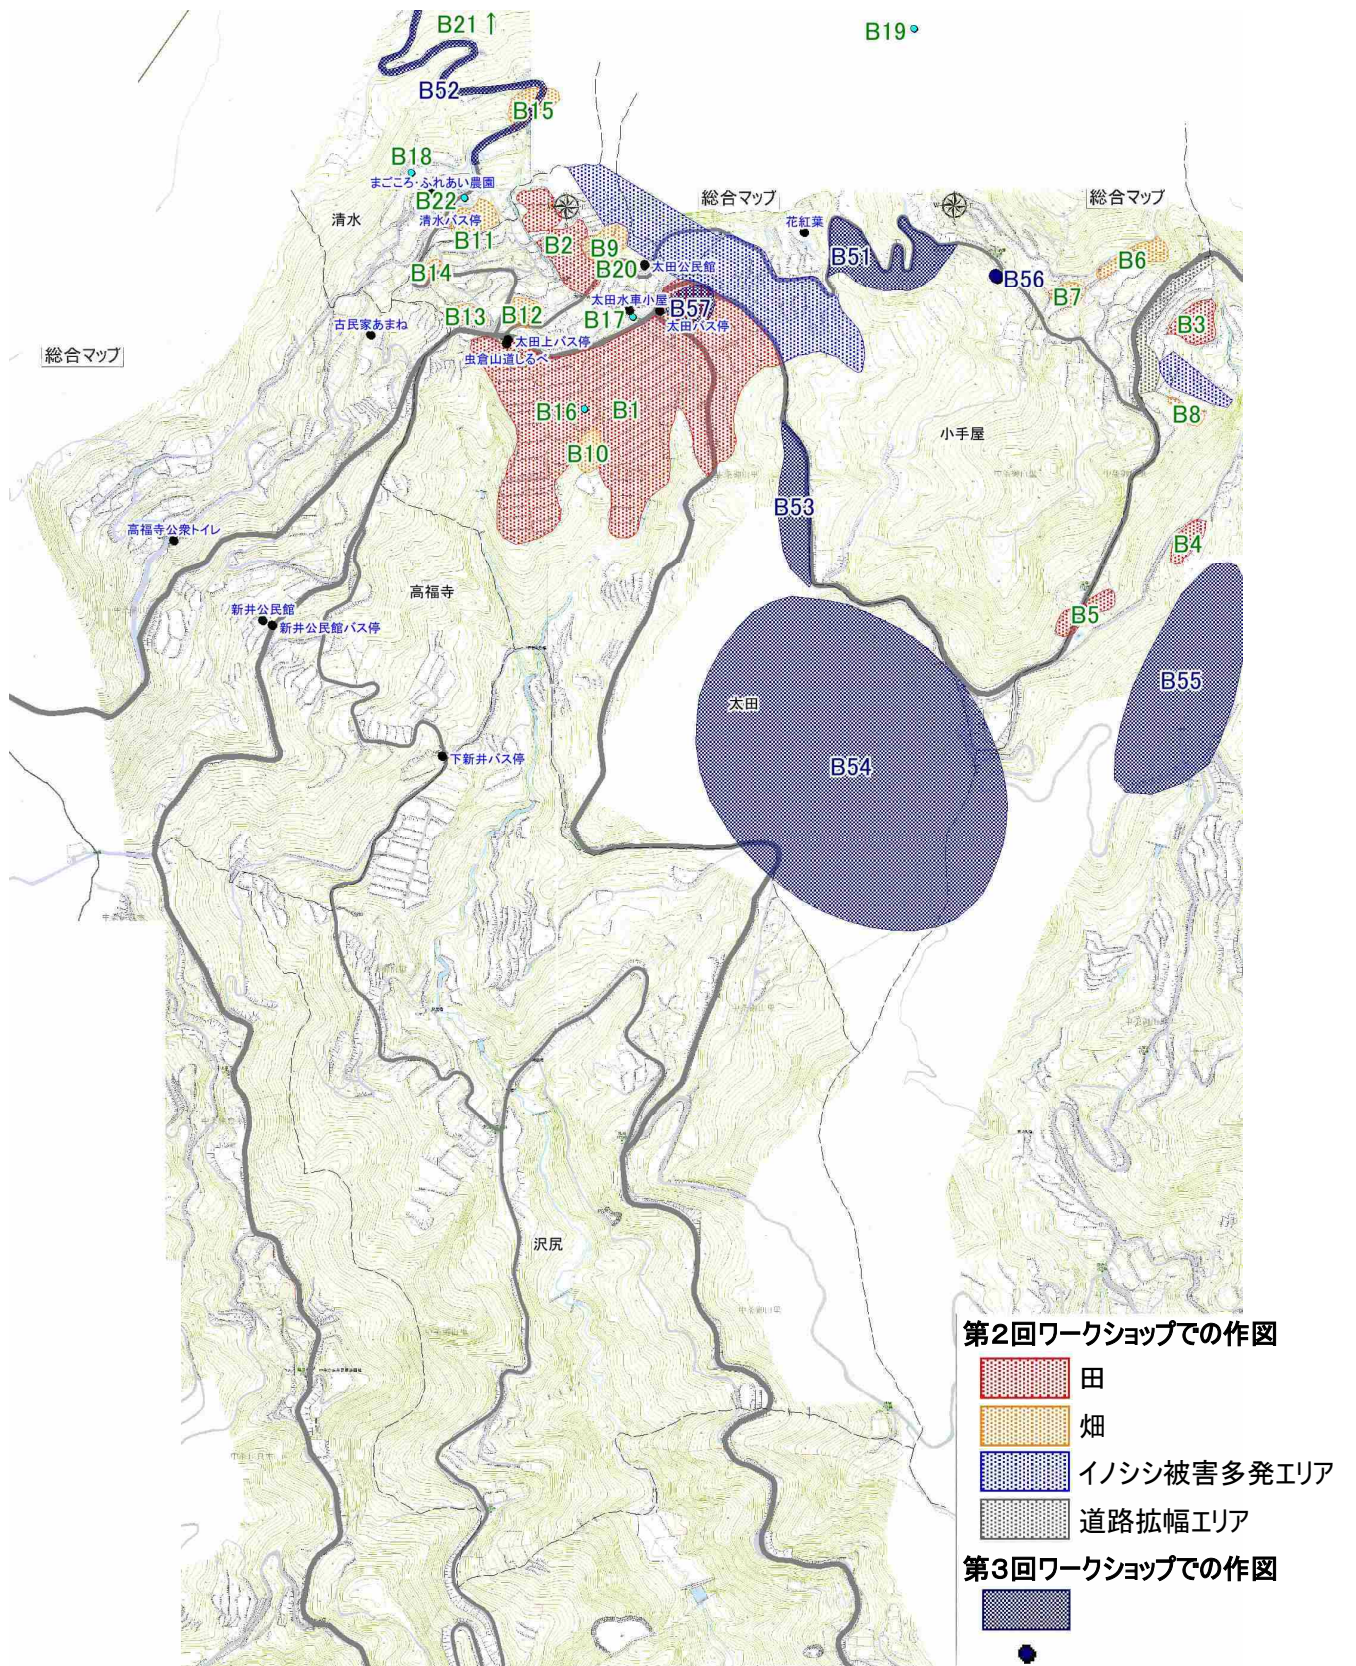 B21 ↑
B19
B52
B15
B18
まごころ・ふれあい農園
B22
清水
清水バス停
B11
総合マップ
花紅葉
総合マップ
B2
B9
B51
B6
B20
太田公民館
B14
B56
B7
太田水車小屋
B57
B13
B12
B17
太田バス停
B3
古民家あまね
太田上バス停
総合マップ
虫倉山道しるべ
B16
B1
B8
小手屋
B10
B53
高福寺公衆トイレ
B4
高福寺
新井公民館
新井公民館バス停
B5
B55
太田
下新井バス停
B54
沢尻
第2回ワークショップでの作図
田
畑
イノシシ被害多発エリア
道路拡幅エリア
第3回ワークショップでの作図